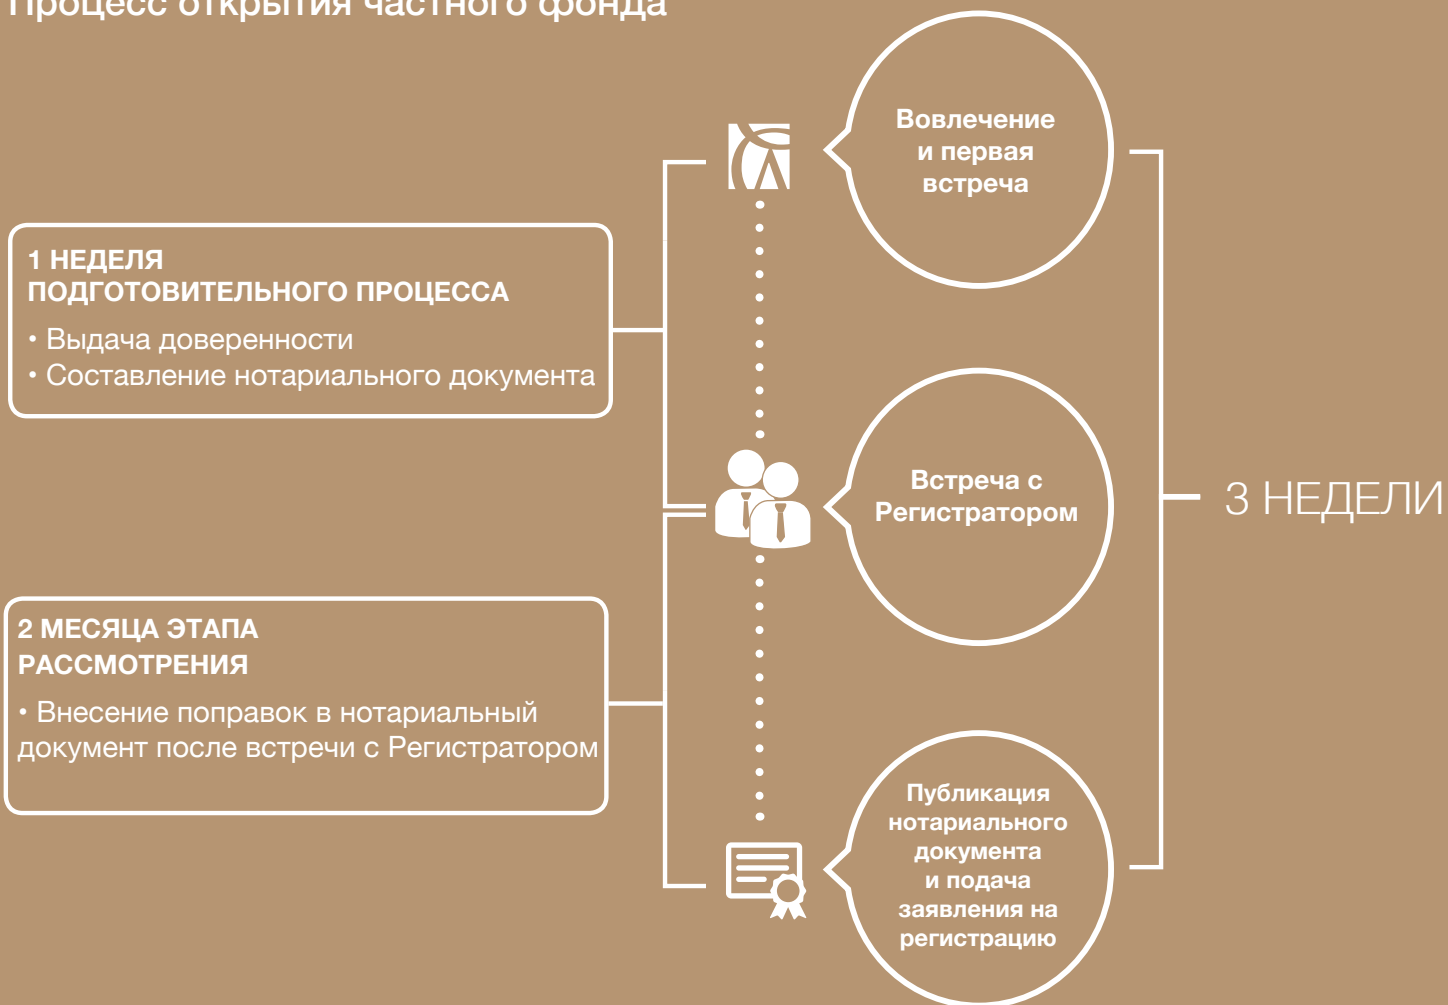 Процесс открытия частного фонда
Вовлечение
и первая
встреча
1 НЕДЕЛЯ
ПОДГОТОВИТЕЛЬНОГО ПРОЦЕССА
• Выдача доверенности
• Составление нотариального документа
Встреча с
Регистратором
3 НЕДЕЛИ
2 МЕСЯЦА ЭТАПА
РАССМОТРЕНИЯ
• Внесение поправок в нотариальный
документ после встречи с Регистратором
Публикация
нотариального
документа
и подача
заявления на
регистрацию